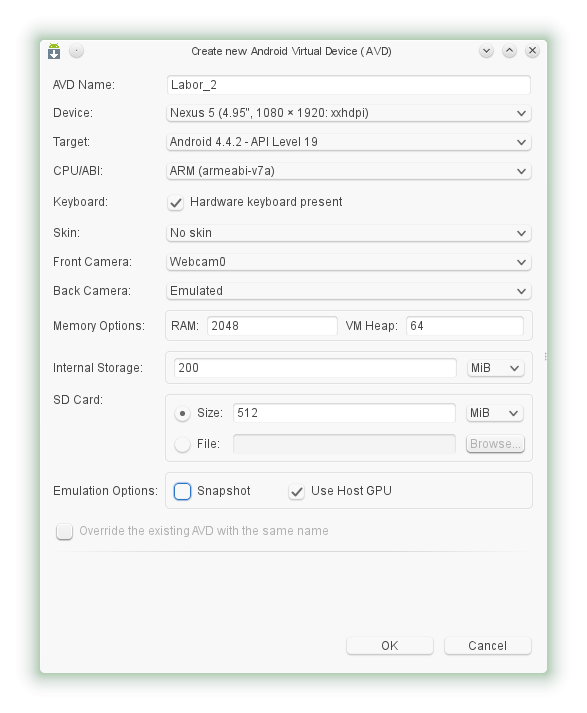 Create new Android Virtual Device (AVD)
AVD Name: Labor_2
Device: Nexus 5 (4.95", 1080 × 1920: xxhdpi)
Target: Android 4.4.2 - API Level 19
CPU/ABI: ARM (armeabi-v7a)
Keyboard: Hardware keyboard present
Skin: No skin
Front Camera: Webcam0
Back Camera: Emulated
Memory Options: RAM: 2048 VM Heap: 64
Internal Storage: 200 MiB
SD Card:
Size: 512 MiB
File: Browse...
Emulation Options: Snapshot Use Host GPU
Override the existing AVD with the same name
OK Cancel